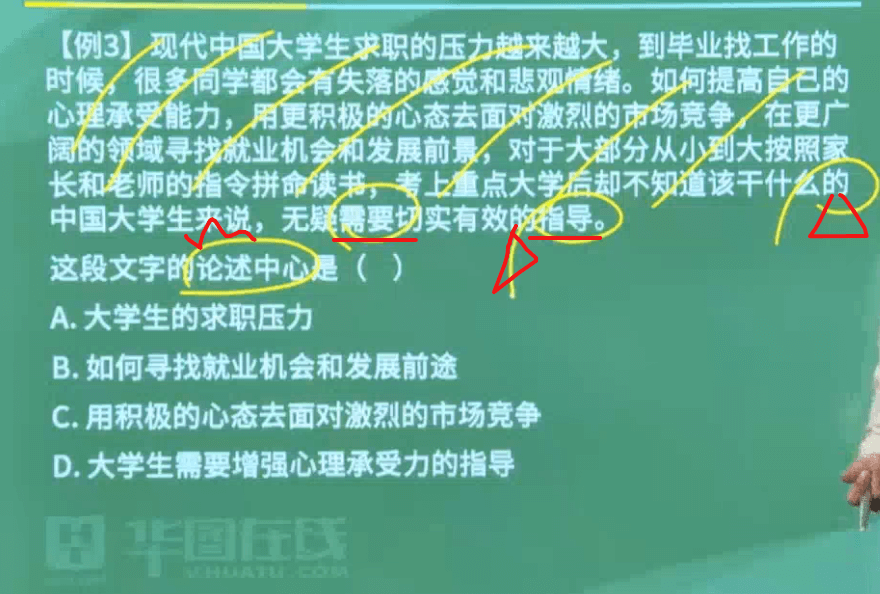 【例3】现代中国大学生求职的压力越来越大，到毕业找工作的
时候，很多同学都会有失落的感觉和悲观情绪。如何提高自己的
心理承受能力，用更积极的心态去面对激烈的市场竞争，在更广
阔的领域寻找就业机会和发展前景，对于大部分从小到大按照家
长和老师的指令拼命读书，考上重点大学后却不知道该干什么的
中国大学生来说，无疑需要切实有效的指导。
这段文字的论述中心是（ ）
A. 大学生的求职压力
B. 如何寻找就业机会和发展前途
C. 用积极的心态去面对激烈的市场竞争
D. 大学生需要增强心理承受力的指导
华图在线
V.HUATU.COM